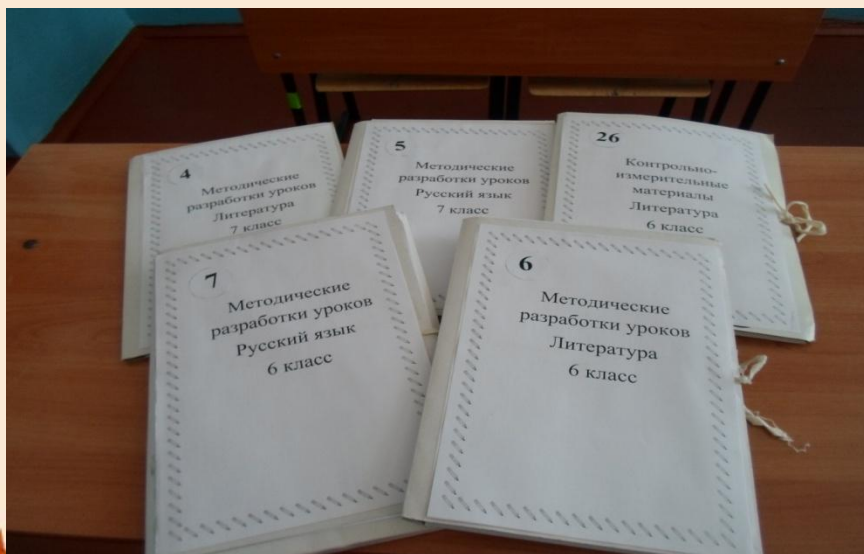 4
Методические
разработки уроков
Литература
7 класс
5
Методические
разработки уроков
Русский язык
7 класс
26
Контрольно-
измерительные
материалы
Литература
6 класс
7
Методические
разработки уроков
Русский язык
6 класс
6
Методические
разработки уроков
Литература
6 класс